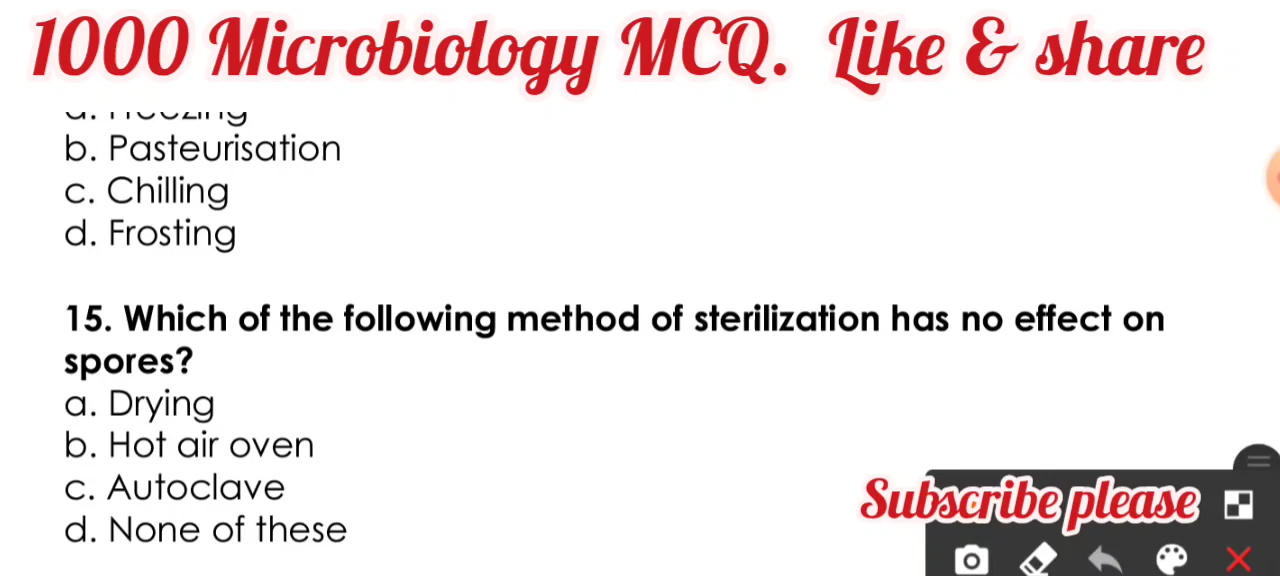 1000 Microbiology MCQ. Like & share
b. Pasteurisation
c. Chilling
d. Frosting
15. Which of the following method of sterilization has no effect on
spores?
a. Drying
b. Hot air oven
c. Autoclave
d. None of these
Subscribe please